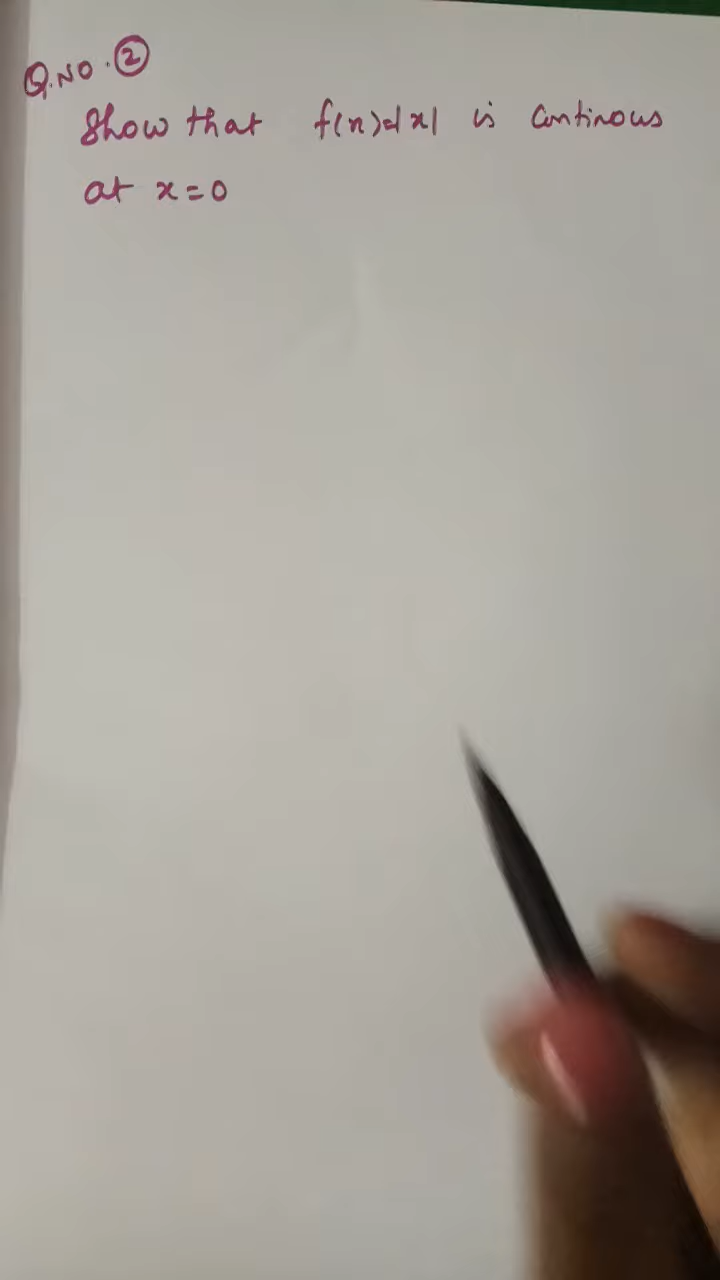 Q.NO.②
Show that f(x)=|x| is continous
at x=0